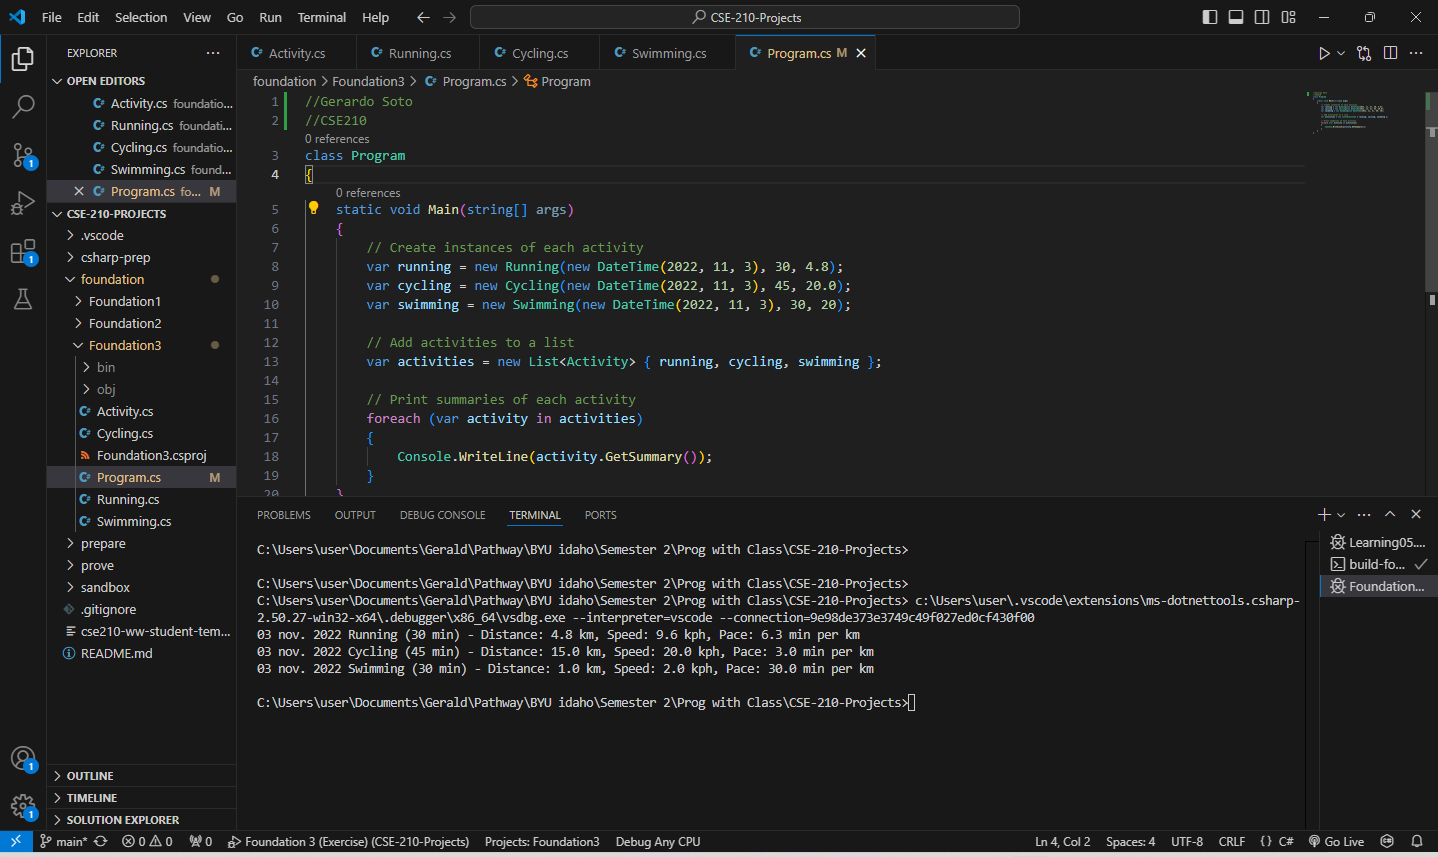 File Edit Selection View Go Run Terminal Help
CSE-210-Projects
EXPLORER
OPEN EDITORS
Activity.cs foundatio...
Running.cs foundati...
Cycling.cs foundatio...
Swimming.cs found...
Program.cs fo... M
CSE-210-PROJECTS
.vscode
csharp-prep
foundation
Foundation1
Foundation2
Foundation3
bin
obj
Activity.cs
Cycling.cs
Foundation3.csproj
Program.cs M
Running.cs
Swimming.cs
prepare
prove
sandbox
.gitignore
cse210-ww-student-tem...
README.md
OUTLINE
TIMELINE
SOLUTION EXPLORER
1
1
1
1
Activity.cs Running.cs Cycling.cs Swimming.cs Program.cs M
foundation > Foundation3 > Program.cs > Program
1 //Gerardo Soto
2 //CSE210
0 references
3 class Program
4 {
0 references
5 static void Main(string[] args)
6 {
7 // Create instances of each activity
8 var running = new Running(new DateTime(2022, 11, 3), 30, 4.8);
9 var cycling = new Cycling(new DateTime(2022, 11, 3), 45, 20.0);
10 var swimming = new Swimming(new DateTime(2022, 11, 3), 30, 20);
11
12 // Add activities to a list
13 var activities = new List<Activity> { running, cycling, swimming };
14
15 // Print summaries of each activity
16 foreach (var activity in activities)
17 {
18 Console.WriteLine(activity.GetSummary());
19 }
20 }
PROBLEMS OUTPUT DEBUG CONSOLE TERMINAL PORTS
C:\Users\user\Documents\Gerald\Pathway\BYU idaho\Semester 2\Prog with Class\CSE-210-Projects>
C:\Users\user\Documents\Gerald\Pathway\BYU idaho\Semester 2\Prog with Class\CSE-210-Projects>
C:\Users\user\Documents\Gerald\Pathway\BYU idaho\Semester 2\Prog with Class\CSE-210-Projects> c:\Users\user\.vscode\extensions\ms-dotnettools.csharp-
2.50.27-win32-x64\.debugger\x86_64\vsdbg.exe --interpreter=vscode --connection=9e98de373e3749c49f027ed0cf430f00
03 nov. 2022 Running (30 min) - Distance: 4.8 km, Speed: 9.6 kph, Pace: 6.3 min per km
03 nov. 2022 Cycling (45 min) - Distance: 15.0 km, Speed: 20.0 kph, Pace: 3.0 min per km
03 nov. 2022 Swimming (30 min) - Distance: 1.0 km, Speed: 2.0 kph, Pace: 30.0 min per km
C:\Users\user\Documents\Gerald\Pathway\BYU idaho\Semester 2\Prog with Class\CSE-210-Projects>
Learning05....
build-fo...
Foundation...
main* 0 0 0 Foundation 3 (Exercise) (CSE-210-Projects) Projects: Foundation3 Debug Any CPU Ln 4, Col 2 Spaces: 4 UTF-8 CRLF {} C# Go Live